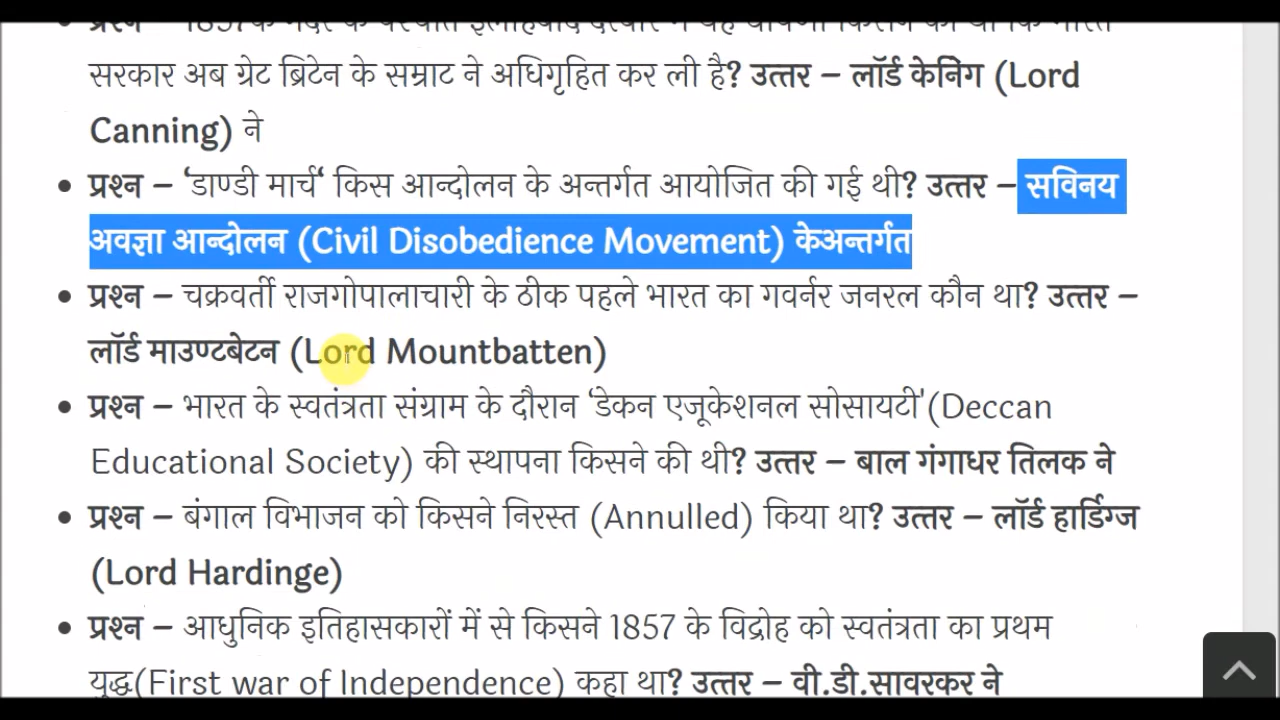 सरकार अब ग्रेट ब्रिटेन के सम्राट ने अधिगृहित कर ली है? उत्तर – लॉर्ड केनिंग (Lord
Canning) ने
प्रश्न – 'डाण्डी मार्च' किस आन्दोलन के अन्तर्गत आयोजित की गई थी? उत्तर – सविनय
अवज्ञा आन्दोलन (Civil Disobedience Movement) केअन्तर्गत
प्रश्न – चक्रवर्ती राजगोपालाचारी के ठीक पहले भारत का गवर्नर जनरल कौन था? उत्तर –
लॉर्ड माउण्टबेटन (Lord Mountbatten)
प्रश्न – भारत के स्वतंत्रता संग्राम के दौरान 'डेकन एजूकेशनल सोसायटी'(Deccan
Educational Society) की स्थापना किसने की थी? उत्तर – बाल गंगाधर तिलक ने
प्रश्न – बंगाल विभाजन को किसने निरस्त (Annulled) किया था? उत्तर – लॉर्ड हार्डिग्ज
(Lord Hardinge)
प्रश्न – आधुनिक इतिहासकारों में से किसने 1857 के विद्रोह को स्वतंत्रता का प्रथम
युद्ध(First war of Independence) कहा था? उत्तर – वी.डी.सावरकर ने